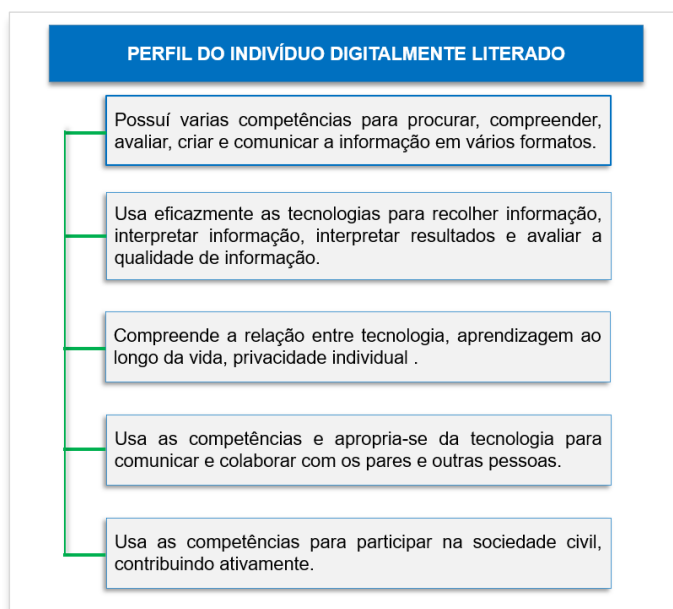 PERFIL DO INDIVÍDUO DIGITALMENTE LITERADO
Possuí varias competências para procurar, compreender,
avaliar, criar e comunicar a informação em vários formatos.
Usa eficazmente as tecnologias para recolher informação,
interpretar informação, interpretar resultados e avaliar a
qualidade de informação.
Compreende a relação entre tecnologia, aprendizagem ao
longo da vida, privacidade individual .
Usa as competências e apropria-se da tecnologia para
comunicar e colaborar com os pares e outras pessoas.
Usa as competências para participar na sociedade civil,
contribuindo ativamente.